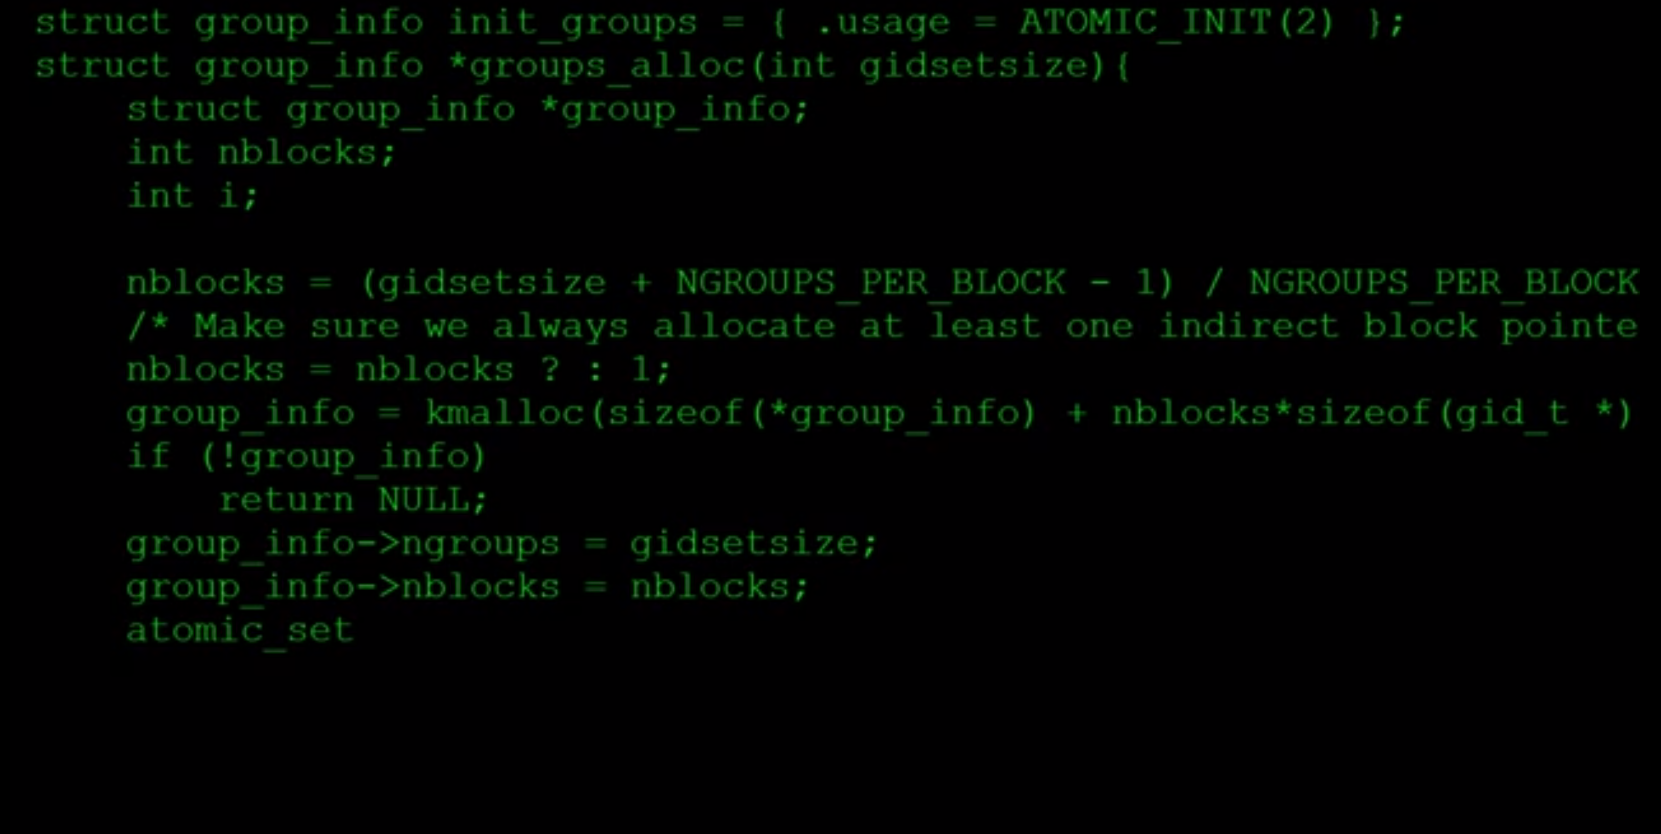 struct group_info init_groups = { .usage = ATOMIC_INIT(2) };
struct group_info *groups_alloc(int gidsetsize){
struct group_info *group_info;
int nblocks;
int i;
nblocks = (gidsetsize + NGROUPS_PER_BLOCK - 1) / NGROUPS_PER_BLOCK
/* Make sure we always allocate at least one indirect block pointe
nblocks = nblocks ? : 1;
group_info = kmalloc(sizeof(*group_info) + nblocks*sizeof(gid_t *)
if (!group_info)
return NULL;
group_info->ngroups = gidsetsize;
group_info->nblocks = nblocks;
atomic_set